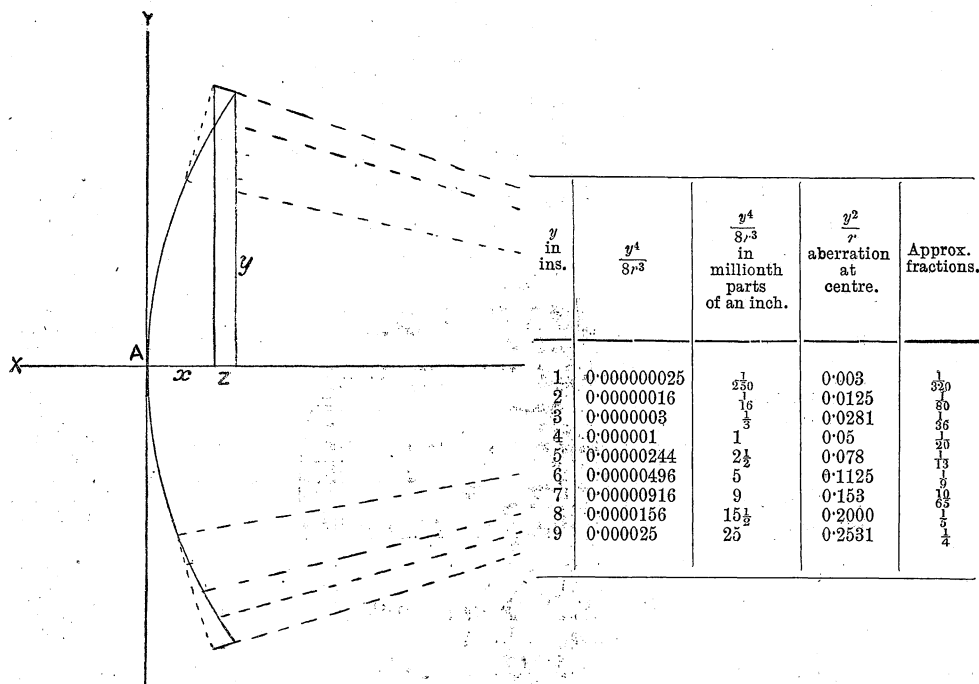 Y
y
A
X
x
z
y in ins.
y⁴/8r³
y⁴/8r³ in millionth parts of an inch.
y²/r aberration at centre.
Approx. fractions.
1 0·000000025 1/250 0·003 1/320
2 0·00000016 1/16 0·0125 1/80
3 0·0000003 1/3 0·0281 1/36
4 0·000001 1 0·05 1/20
5 0·00000244 2½ 0·078 1/13
6 0·00000496 5 0·1125 1/9
7 0·00000916 9 0·153 10/65
8 0·0000156 15½ 0·2000 1/5
9 0·000025 25 0·2531 1/4